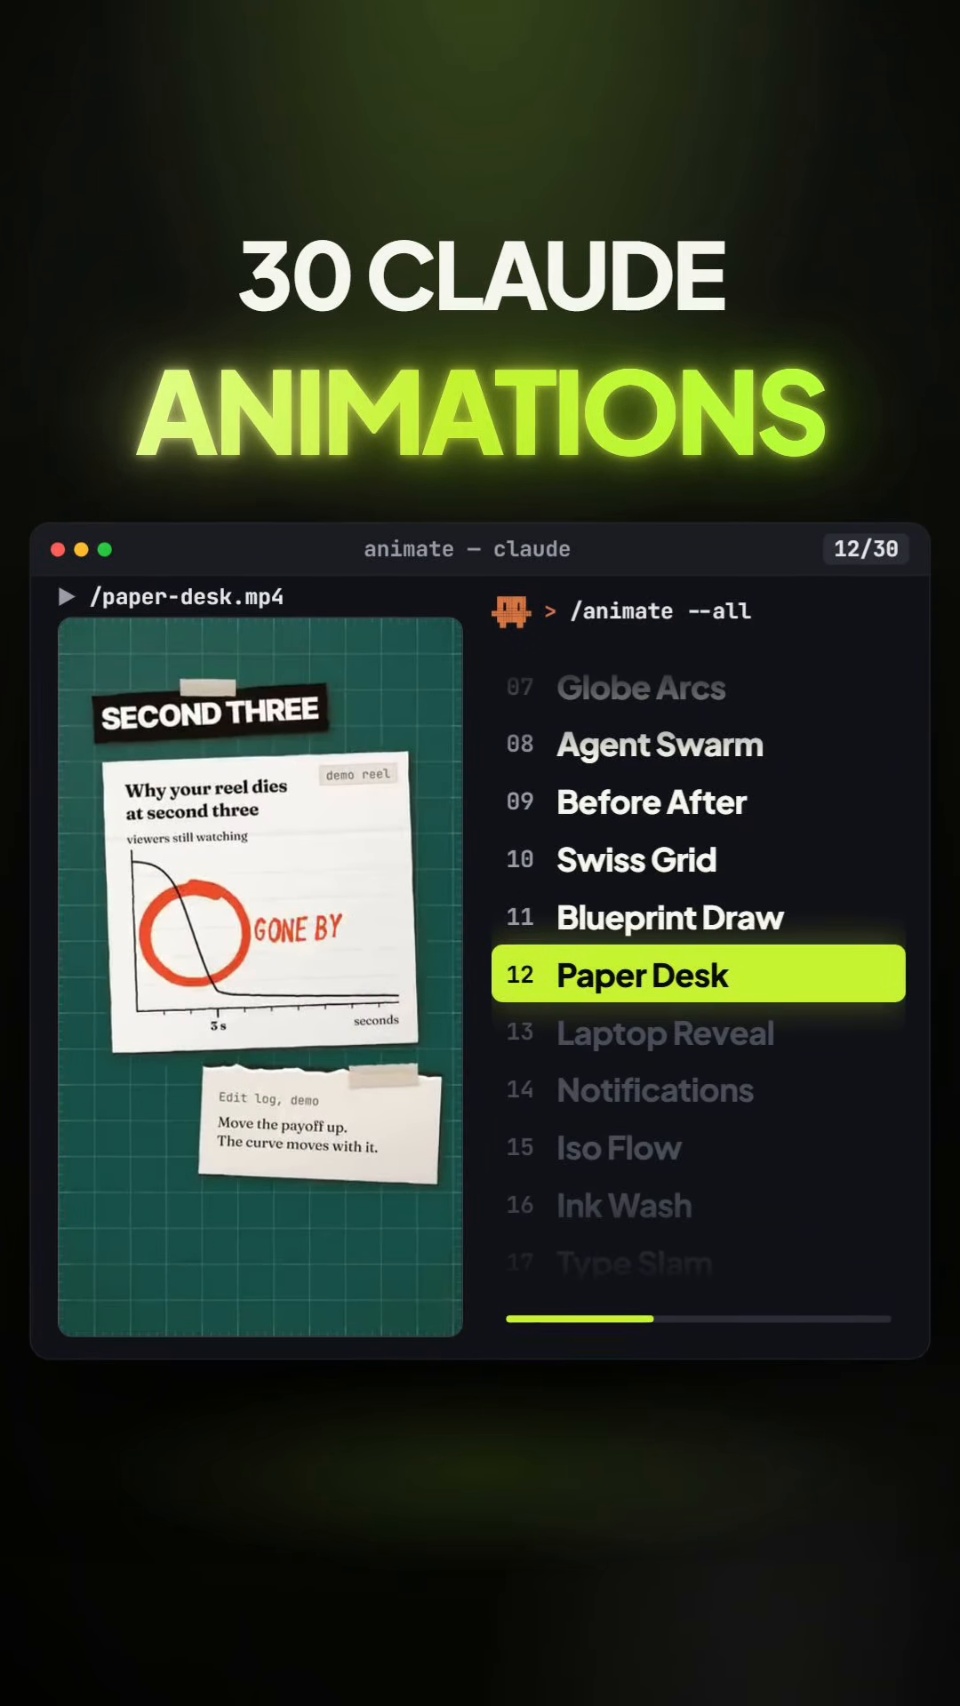 30 CLAUDE
ANIMATIONS
animate — claude
12/30
/paper-desk.mp4
SECOND THREE
demo reel
Why your reel dies
at second three
viewers still watching
GONE BY
3 s
seconds
Edit log, demo
Move the payoff up.
The curve moves with it.
> /animate --all
07 Globe Arcs
08 Agent Swarm
09 Before After
10 Swiss Grid
11 Blueprint Draw
12 Paper Desk
13 Laptop Reveal
14 Notifications
15 Iso Flow
16 Ink Wash
17 Type Slam